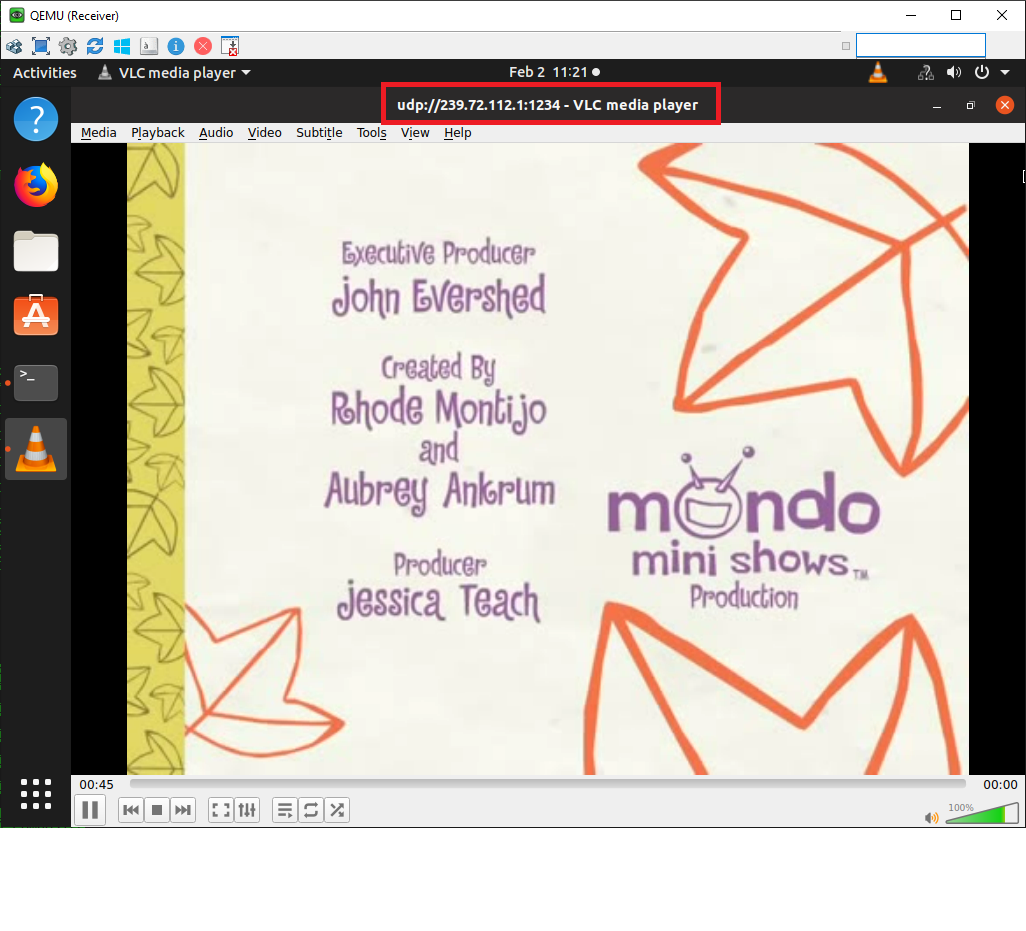 QEMU (Receiver)
Activities
VLC media player
Feb 2 11:21
udp://239.72.112.1:1234 - VLC media player
Media Playback Audio Video Subtitle Tools View Help
Executive Producer
John Evershed
Created By
Rhode Montijo
and
Aubrey Ankrum
Producer
Jessica Teach
mondo
mini shows™
Production
00:45
00:00
100%